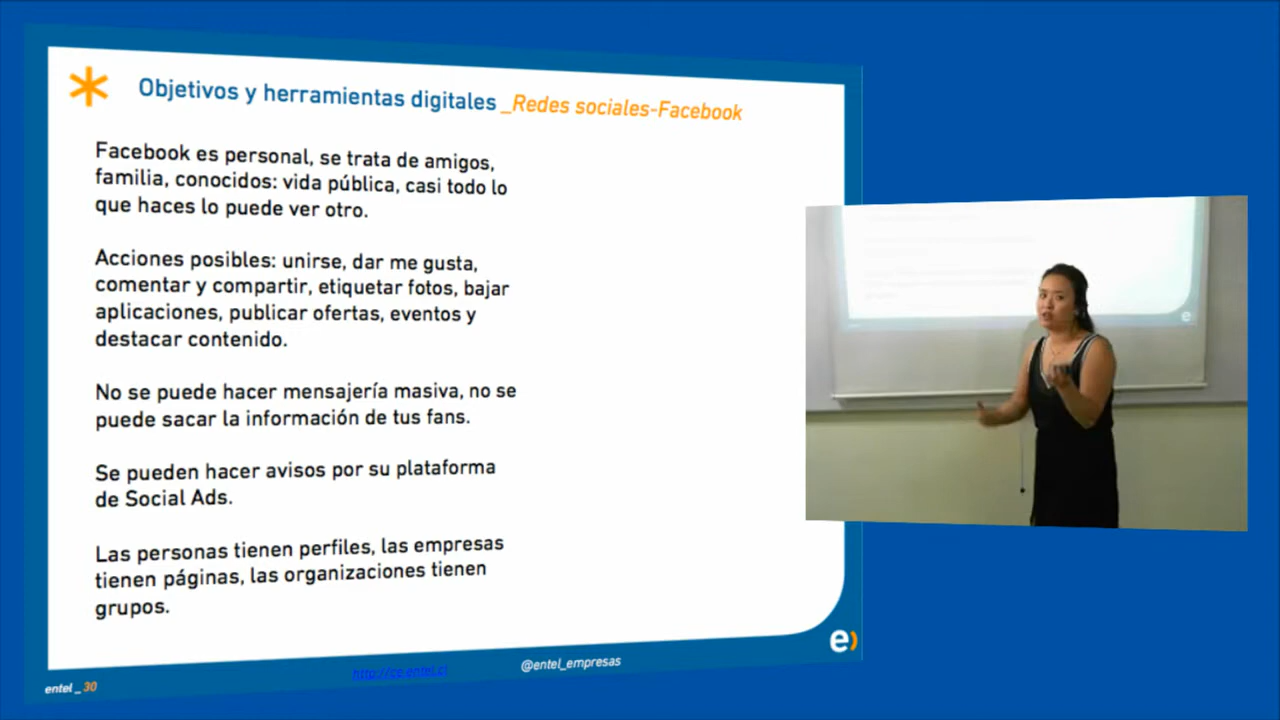 Objetivos y herramientas digitales _Redes sociales-Facebook
Facebook es personal, se trata de amigos,
familia, conocidos: vida pública, casi todo lo
que haces lo puede ver otro.
Acciones posibles: unirse, dar me gusta,
comentar y compartir, etiquetar fotos, bajar
aplicaciones, publicar ofertas, eventos y
destacar contenido.
No se puede hacer mensajería masiva, no se
puede sacar la información de tus fans.
Se pueden hacer avisos por su plataforma
de Social Ads.
Las personas tienen perfiles, las empresas
tienen páginas, las organizaciones tienen
grupos.
e)
entel _ 30
http://ce.entel.cl
@entel_empresas